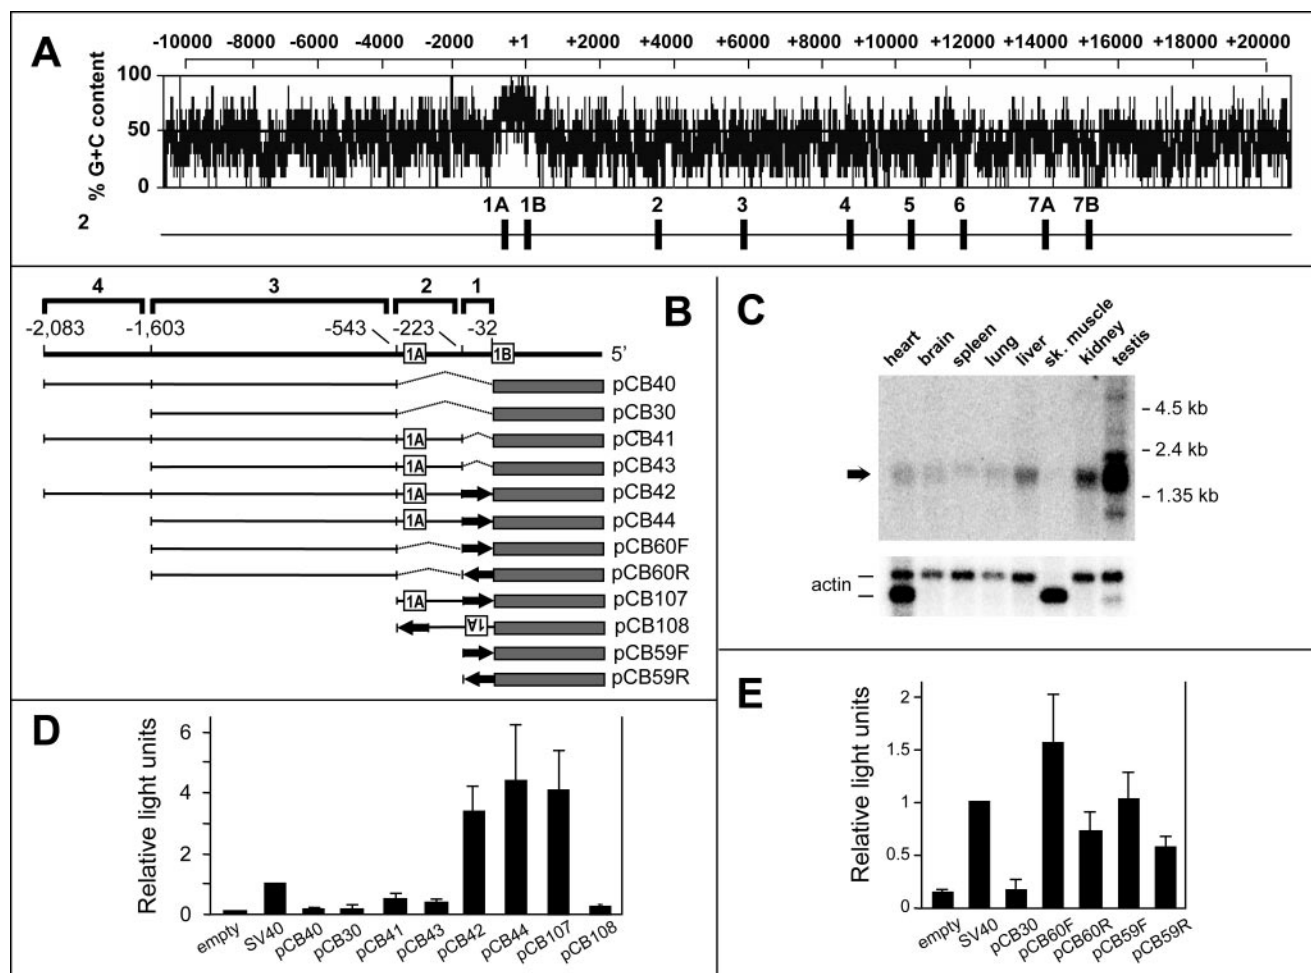 A
-10000 -8000 -6000 -4000 -2000 +1 +2000 +4000 +6000 +8000 +10000 +12000 +14000 +16000 +20000
% G+C content
100
50
0
2
1A 1B 2 3 4 5 6 7A 7B
B
4 3 2 1
-2,083 -1,603 -543 -223 -32
1A 1B 5'
pCB40
pCB30
1A pCB41
1A pCB43
1A pCB42
1A pCB44
pCB60F
pCB60R
1A pCB107
1A pCB108
pCB59F
pCB59R
C
heart brain spleen lung liver sk. muscle kidney testis
- 4.5 kb
- 2.4 kb
- 1.35 kb
actin
D
Relative light units
6
4
2
0
empty SV40 pCB40 pCB30 pCB41 pCB43 pCB42 pCB44 pCB107 pCB108
E
Relative light units
2
1.5
1
0.5
0
empty SV40 pCB30 pCB60F pCB60R pCB59F pCB59R